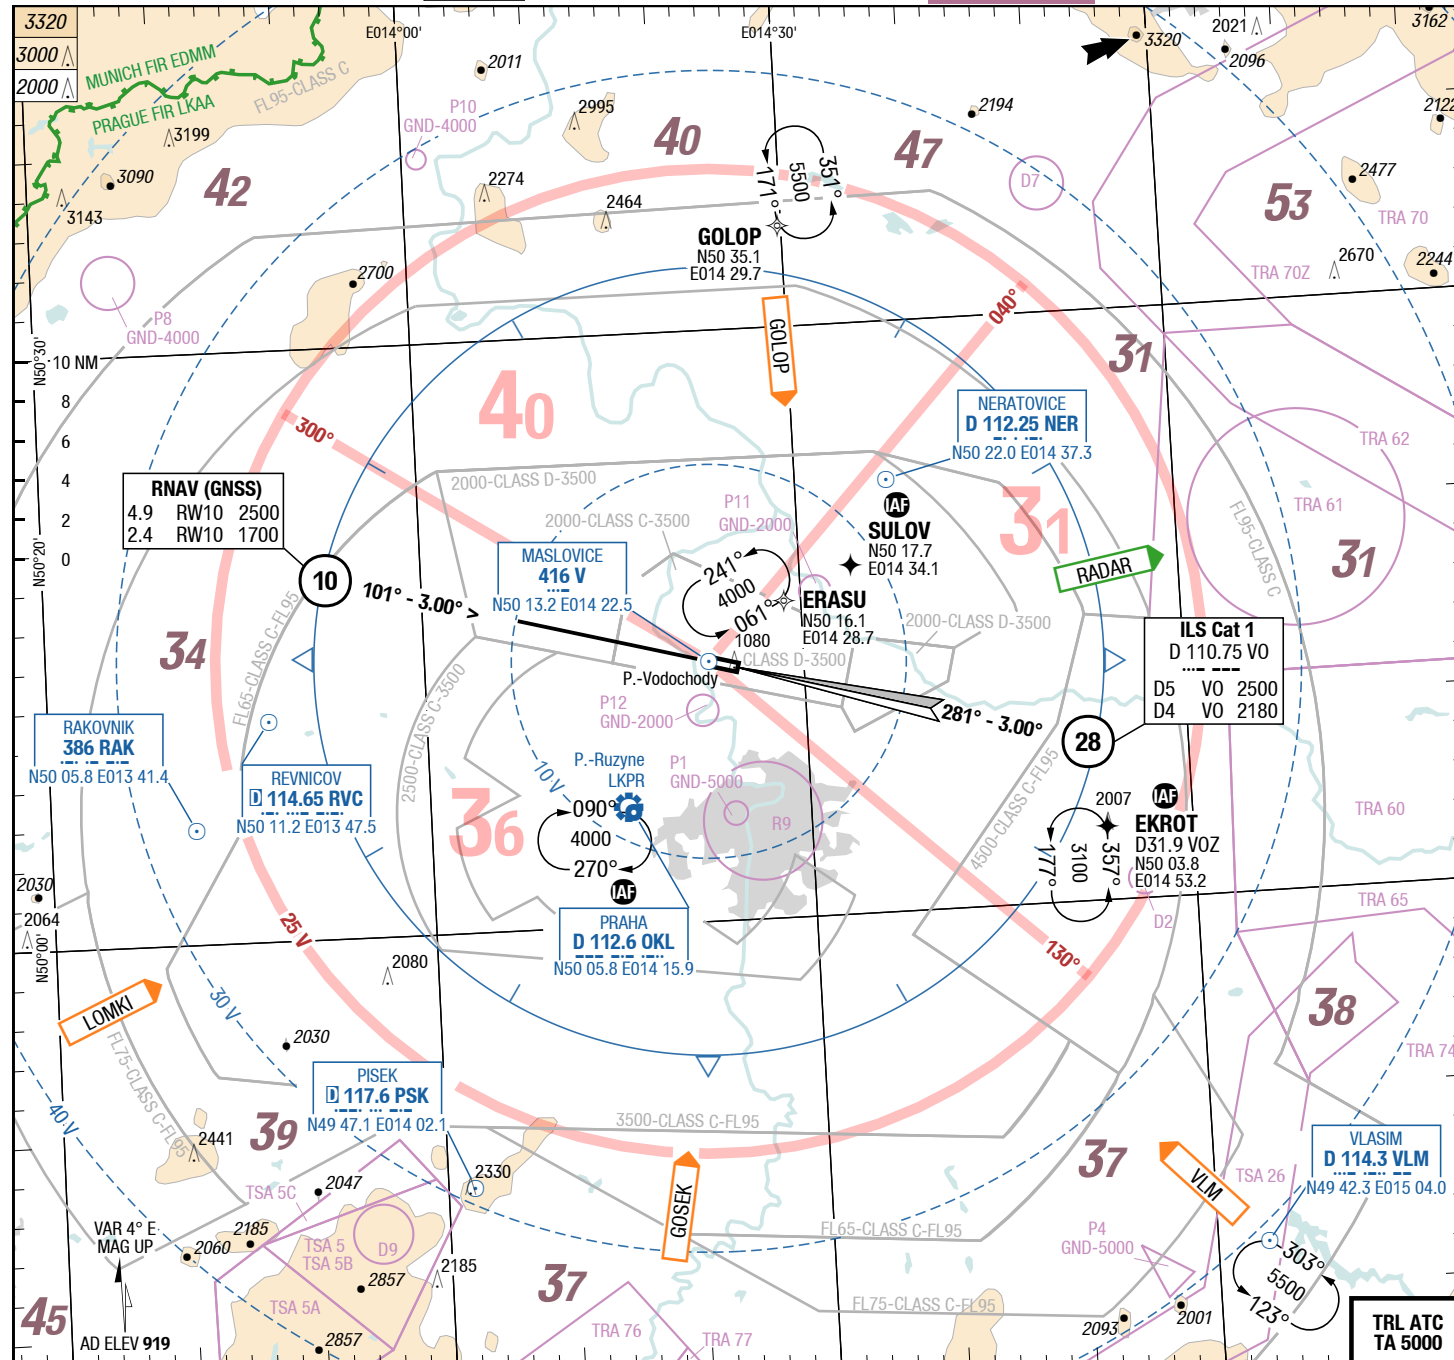 3320
3000
2000
MUNICH FIR EDMM
PRAGUE FIR LKAA
FL95-CLASS C
E014°00'
E014°30'
2011
P10
GND-4000
2995
3199
3090
3143
42
2274
2464
40
47
2194
3320
2021
2096
3162
2122
2477
D7
53
TRA 70
2670
2244
TRA 70Z
171°
5500
351°
GOLOP
N50 35.1
E014 29.7
2700
P8
GND-4000
040°
31
GOLOP
N50°30'
10 NM
8
6
4
2
0
N50°20'
300°
40
NERATOVICE
D 112.25 NER
N50 22.0 E014 37.3
TRA 62
TRA 61
31
FL95-CLASS C
RNAV (GNSS)
4.9 RW10 2500
2.4 RW10 1700
2000-CLASS D-3500
2000-CLASS C-3500
P11
GND-2000
IAF
SULOV
N50 17.7
E014 34.1
31
RADAR
MASLOVICE
416 V
N50 13.2 E014 22.5
241°
4000
061°
ERASU
N50 16.1
E014 28.7
10
101° - 3.00° >
FL65-CLASS C-FL95
34
1080
CLASS D-3500
2000-CLASS D-3500
P.-Vodochody
ILS Cat 1
D 110.75 VO
D5 VO 2500
D4 VO 2180
281° - 3.00°
28
P12
GND-2000
2500-CLASS C-3500
RAKOVNIK
386 RAK
N50 05.8 E013 41.4
REVNICOV
D 114.65 RVC
N50 11.2 E013 47.5
10 V
P.-Ruzyne
LKPR
P1
GND-5000
R9
36
090°
4000
270°
IAF
4500-CLASS C-FL95
2007
IAF
EKROT
D31.9 VOZ
N50 03.8
E014 53.2
177°
3100
357°
D2
TRA 60
TRA 65
2030
2064
N50°00'
25 V
PRAHA
D 112.6 OKL
N50 05.8 E014 15.9
130°
2080
LOMKI
30 V
2030
38
TRA 74
FL75-CLASS C-FL95
PISEK
D 117.6 PSK
N49 47.1 E014 02.1
40 V
39
2441
3500-CLASS C-FL95
37
VLASIM
D 114.3 VLM
N49 42.3 E015 04.0
TSA 26
VLM
2330
TSA 5C
2047
GOSEK
FL65-CLASS C-FL95
P4
GND-5000
VAR 4° E
MAG UP
2185
2060
TSA 5
TSA 5B
D9
2857
2185
303°
5500
123°
37
FL75-CLASS C-FL95
45
TSA 5A
AD ELEV 919
2857
TRA 76
TRA 77
2093
2001
TRL ATC
TA 5000